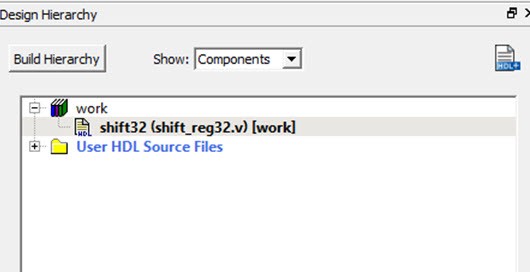 Design Hierarchy
Build Hierarchy
Show: Components
HDL+
work
HDL
shift32 (shift_reg32.v) [work]
User HDL Source Files